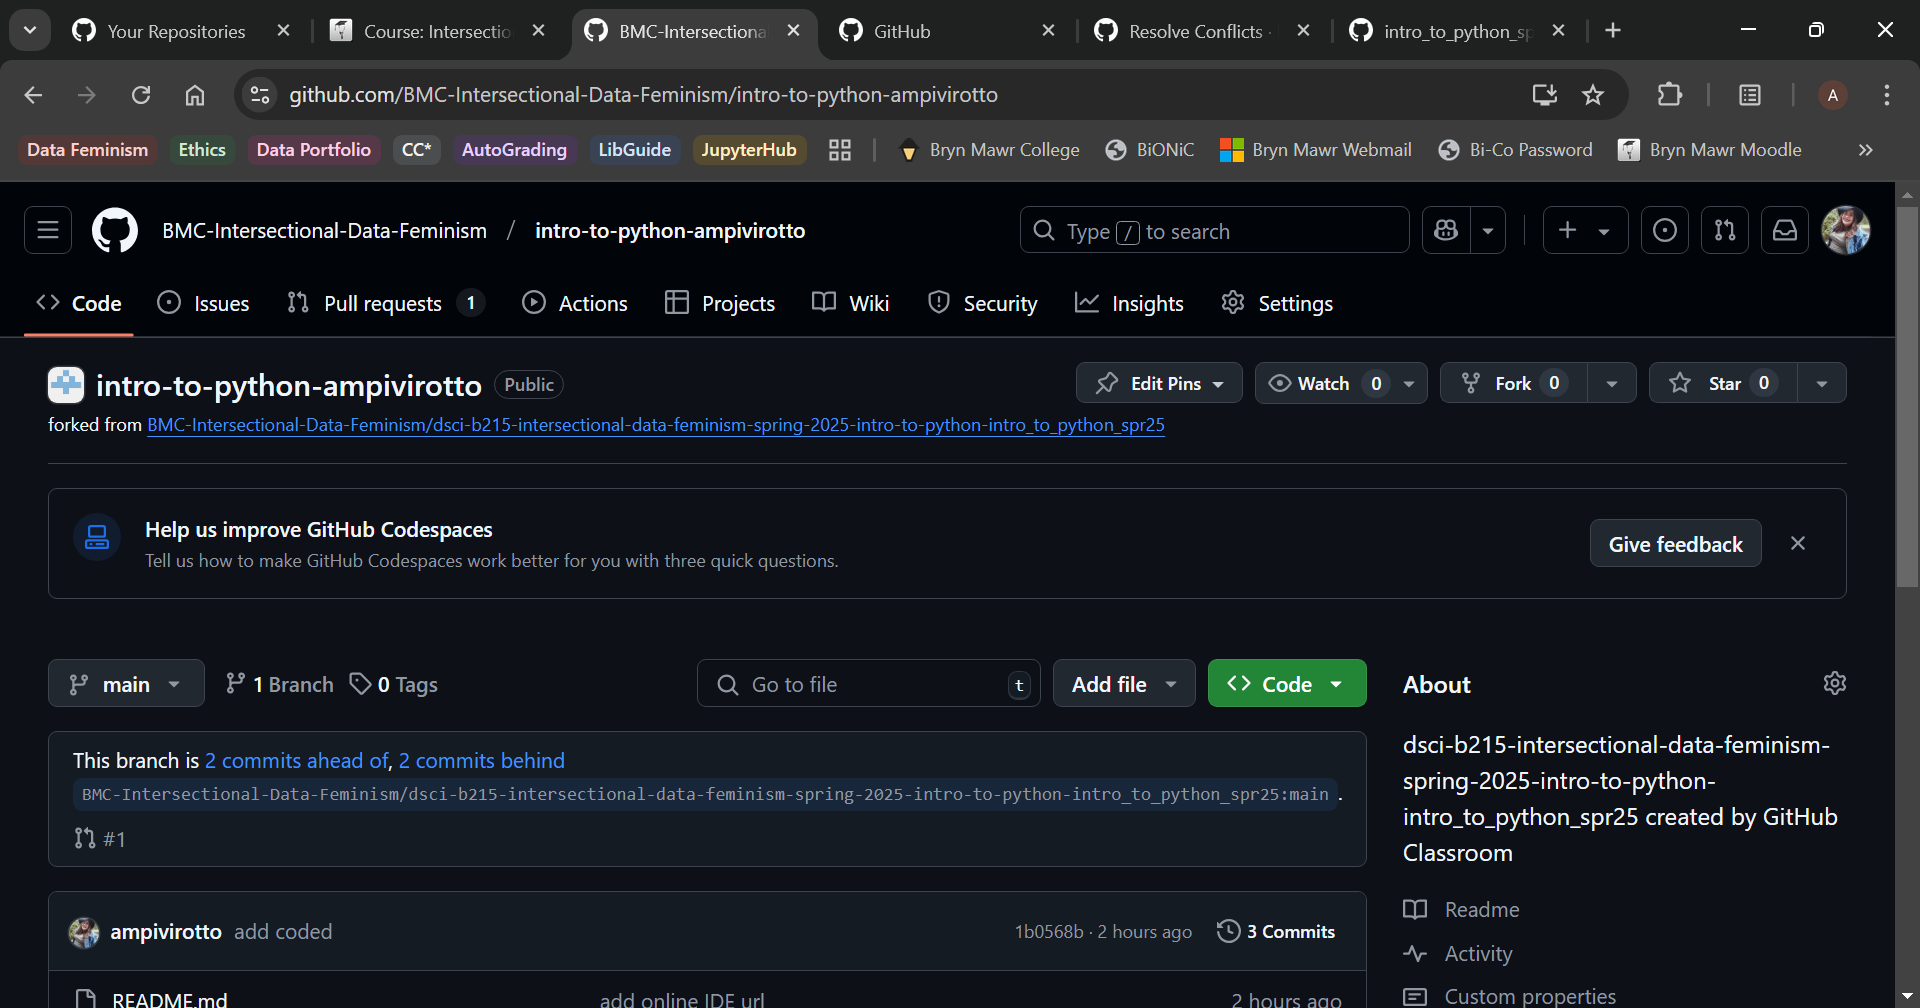 Your Repositories
Course: Intersectio
BMC-Intersectiona
GitHub
Resolve Conflicts ·
intro_to_python_sp
github.com/BMC-Intersectional-Data-Feminism/intro-to-python-ampivirotto
A
Data Feminism
Ethics
Data Portfolio
CC*
AutoGrading
LibGuide
JupyterHub
Bryn Mawr College
BiONiC
Bryn Mawr Webmail
Bi-Co Password
Bryn Mawr Moodle
BMC-Intersectional-Data-Feminism / intro-to-python-ampivirotto
Type / to search
Code
Issues
Pull requests 1
Actions
Projects
Wiki
Security
Insights
Settings
intro-to-python-ampivirotto Public
Edit Pins
Watch 0
Fork 0
Star 0
forked from BMC-Intersectional-Data-Feminism/dsci-b215-intersectional-data-feminism-spring-2025-intro-to-python-intro_to_python_spr25
Help us improve GitHub Codespaces
Tell us how to make GitHub Codespaces work better for you with three quick questions.
Give feedback
main
1 Branch
0 Tags
Go to file t
Add file
Code
This branch is 2 commits ahead of, 2 commits behind
BMC-Intersectional-Data-Feminism/dsci-b215-intersectional-data-feminism-spring-2025-intro-to-python-intro_to_python_spr25:main .
#1
ampivirotto add coded
1b0568b · 2 hours ago
3 Commits
README.md
add online IDE url
2 hours ago
About
dsci-b215-intersectional-data-feminism-
spring-2025-intro-to-python-
intro_to_python_spr25 created by GitHub
Classroom
Readme
Activity
Custom properties